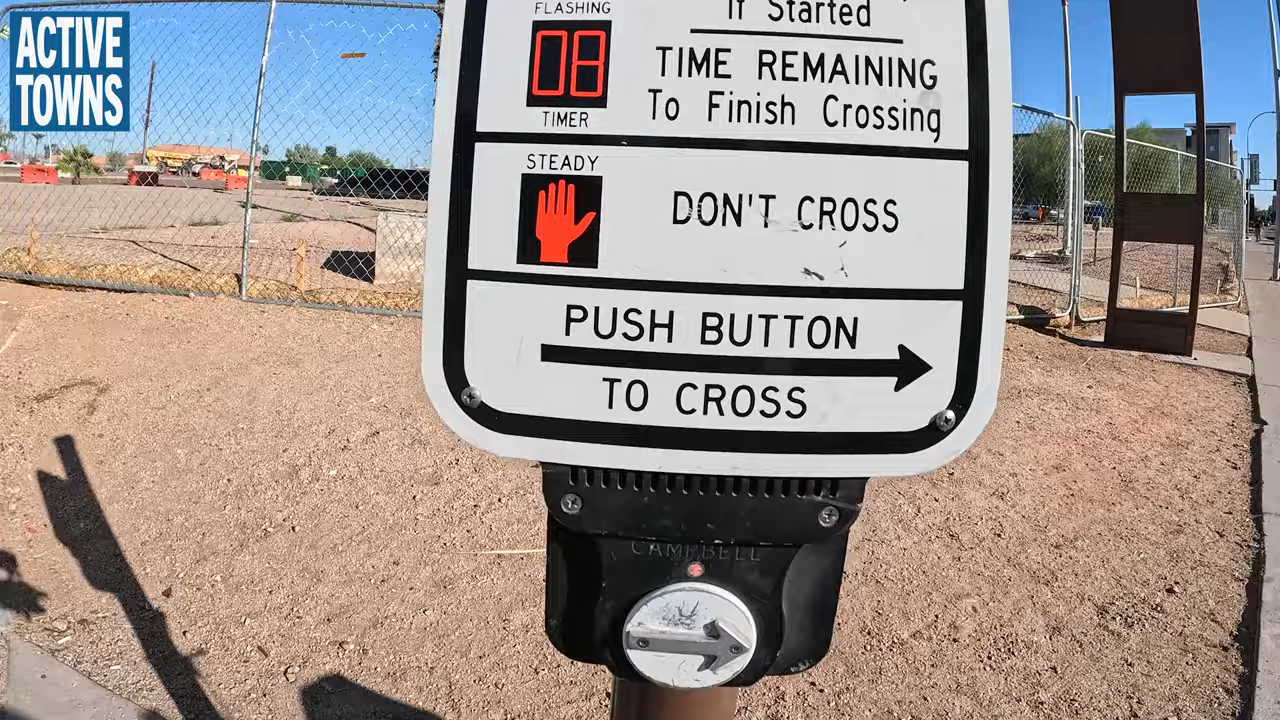 ACTIVE
TOWNS
FLASHING
08
TIMER
If Started
TIME REMAINING
To Finish Crossing
STEADY
DON'T CROSS
PUSH BUTTON
TO CROSS
CAMPBELL